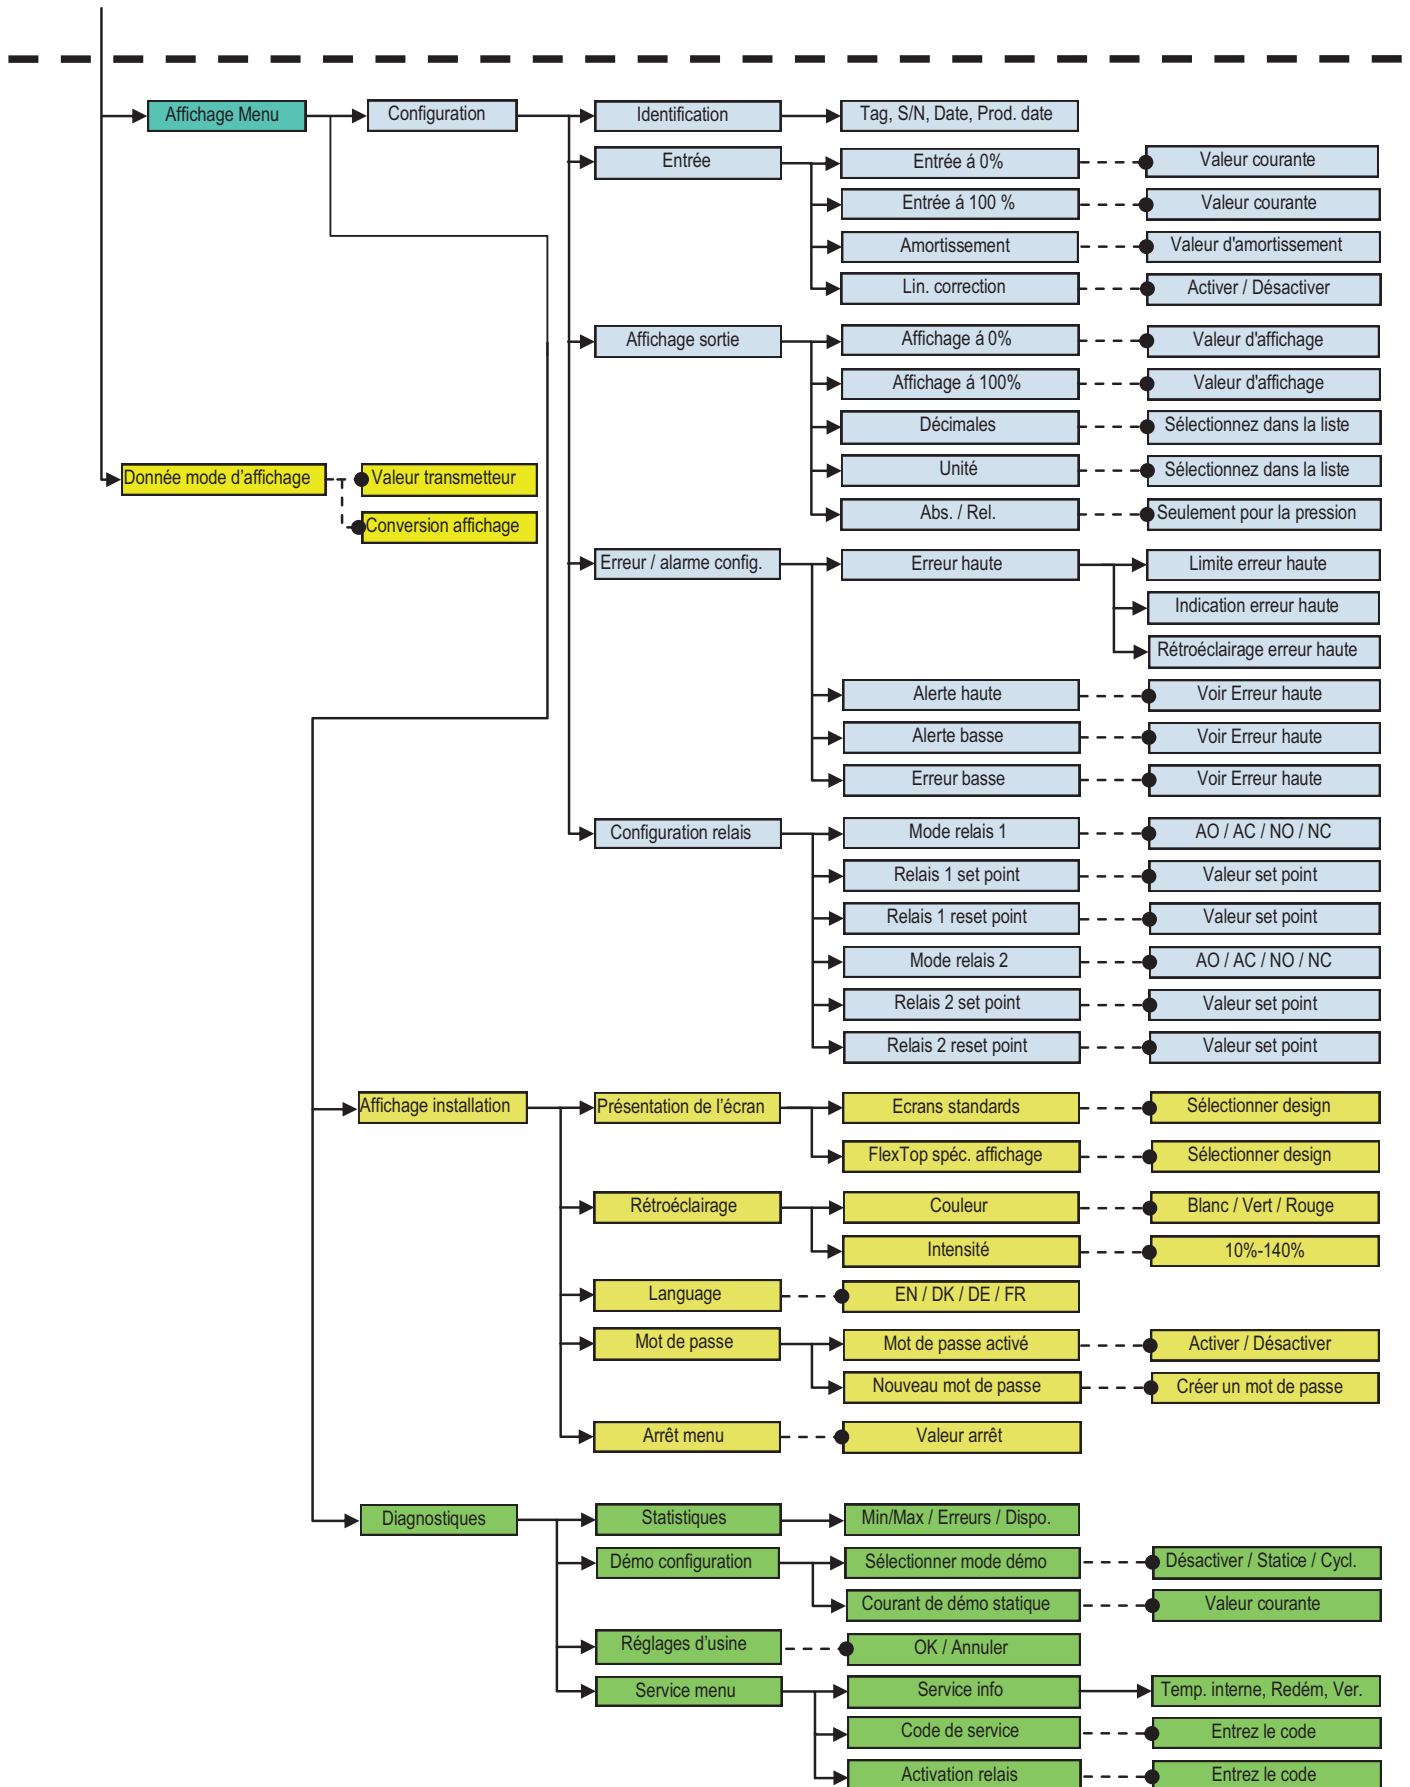 Affichage Menu
Configuration
Identification
Tag, S/N, Date, Prod. date
Entrée
Entrée á 0%
Valeur courante
Entrée á 100 %
Valeur courante
Amortissement
Valeur d'amortissement
Lin. correction
Activer / Désactiver
Affichage sortie
Affichage á 0%
Valeur d'affichage
Affichage á 100%
Valeur d'affichage
Décimales
Sélectionnez dans la liste
Unité
Sélectionnez dans la liste
Abs. / Rel.
Seulement pour la pression
Donnée mode d’affichage
Valeur transmetteur
Conversion affichage
Erreur / alarme config.
Erreur haute
Limite erreur haute
Indication erreur haute
Rétroéclairage erreur haute
Alerte haute
Voir Erreur haute
Alerte basse
Voir Erreur haute
Erreur basse
Voir Erreur haute
Configuration relais
Mode relais 1
AO / AC / NO / NC
Relais 1 set point
Valeur set point
Relais 1 reset point
Valeur set point
Mode relais 2
AO / AC / NO / NC
Relais 2 set point
Valeur set point
Relais 2 reset point
Valeur set point
Affichage installation
Présentation de l’écran
Ecrans standards
Sélectionner design
FlexTop spéc. affichage
Sélectionner design
Rétroéclairage
Couleur
Blanc / Vert / Rouge
Intensité
10%-140%
Language
EN / DK / DE / FR
Mot de passe
Mot de passe activé
Activer / Désactiver
Nouveau mot de passe
Créer un mot de passe
Arrêt menu
Valeur arrêt
Diagnostiques
Statistiques
Min/Max / Erreurs / Dispo.
Démo configuration
Sélectionner mode démo
Désactiver / Statice / Cycl.
Courant de démo statique
Valeur courante
Réglages d’usine
OK / Annuler
Service menu
Service info
Temp. interne, Redém, Ver.
Code de service
Entrez le code
Activation relais
Entrez le code